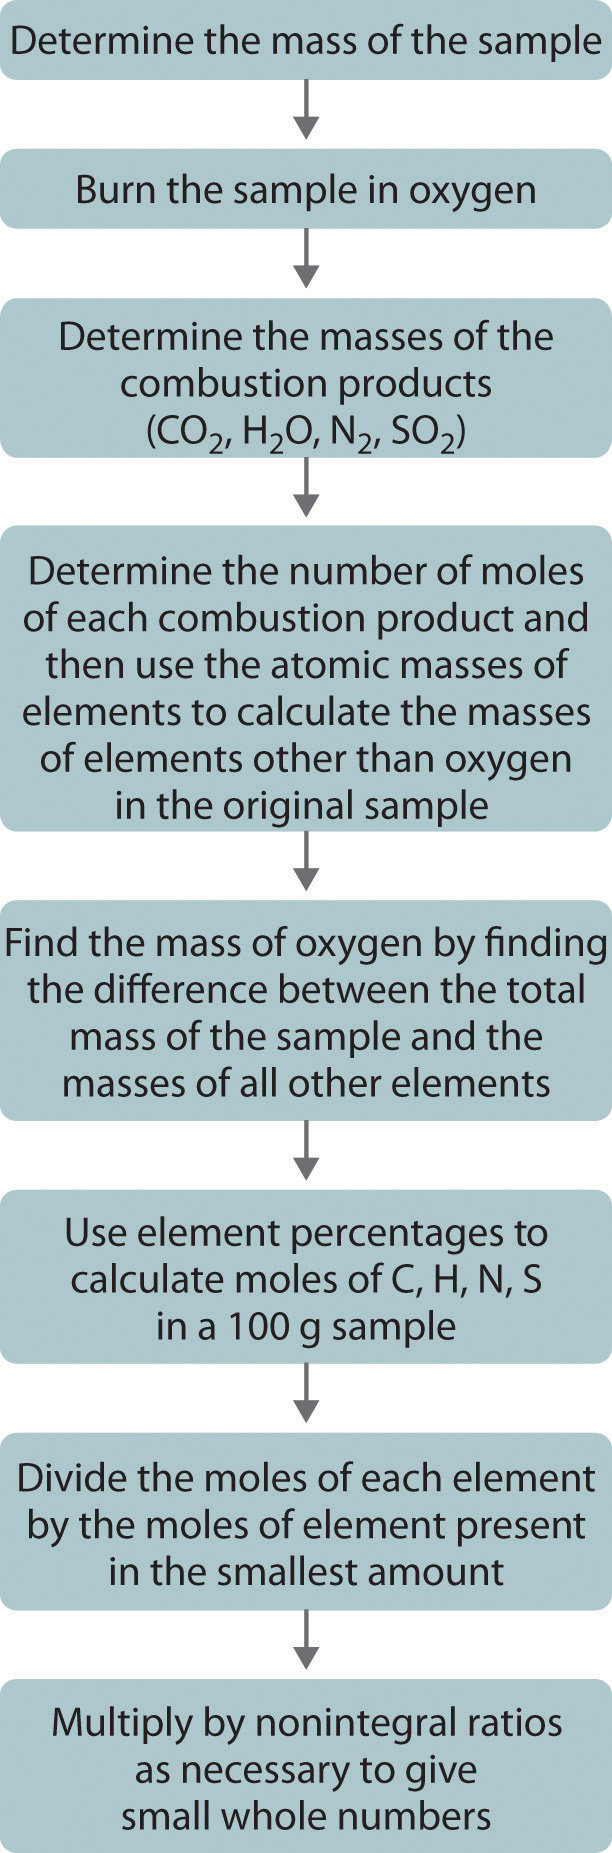 Determine the mass of the sample
Burn the sample in oxygen
Determine the masses of the
combustion products
(CO₂, H₂O, N₂, SO₂)
Determine the number of moles
of each combustion product and
then use the atomic masses of
elements to calculate the masses
of elements other than oxygen
in the original sample
Find the mass of oxygen by finding
the difference between the total
mass of the sample and the
masses of all other elements
Use element percentages to
calculate moles of C, H, N, S
in a 100 g sample
Divide the moles of each element
by the moles of element present
in the smallest amount
Multiply by nonintegral ratios
as necessary to give
small whole numbers